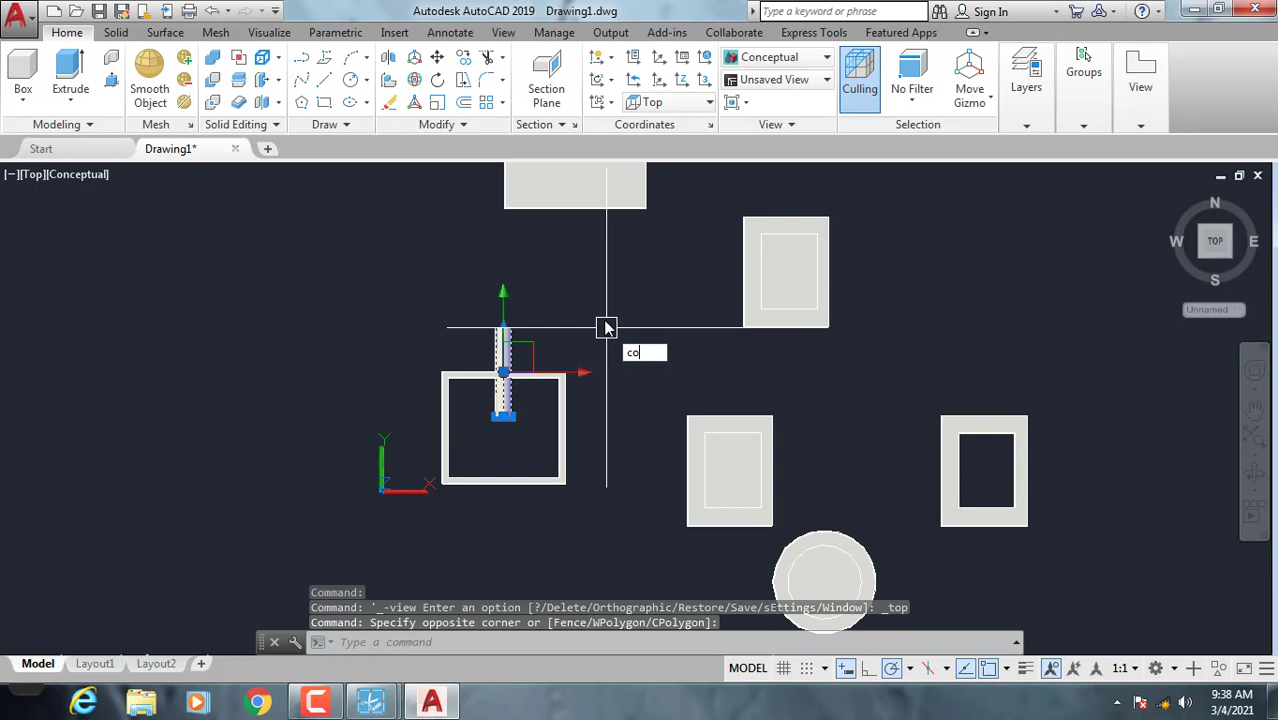 Autodesk AutoCAD 2019 Drawing1.dwg
Type a keyword or phrase
Sign In
Home Solid Surface Mesh Visualize Parametric Insert Annotate View Manage Output Add-ins Collaborate Express Tools Featured Apps
Box
Extrude
Smooth
Object
Section
Plane
Conceptual
Unsaved View
Top
Culling
No Filter
Move
Gizmo
Layers
Groups
View
Modeling Mesh Solid Editing Draw Modify Section Coordinates View Selection
Start Drawing1*
[−][Top][Conceptual]
N
W TOP E
S
Unnamed
co
Y
X
Z
Command:
Command: '_-view Enter an option [?/Delete/Orthographic/Restore/Save/sEttings/Window]: _top
Command: Specify opposite corner or [Fence/WPolygon/CPolygon]:
Type a command
Model Layout1 Layout2
MODEL 1:1
9:38 AM
3/4/2021